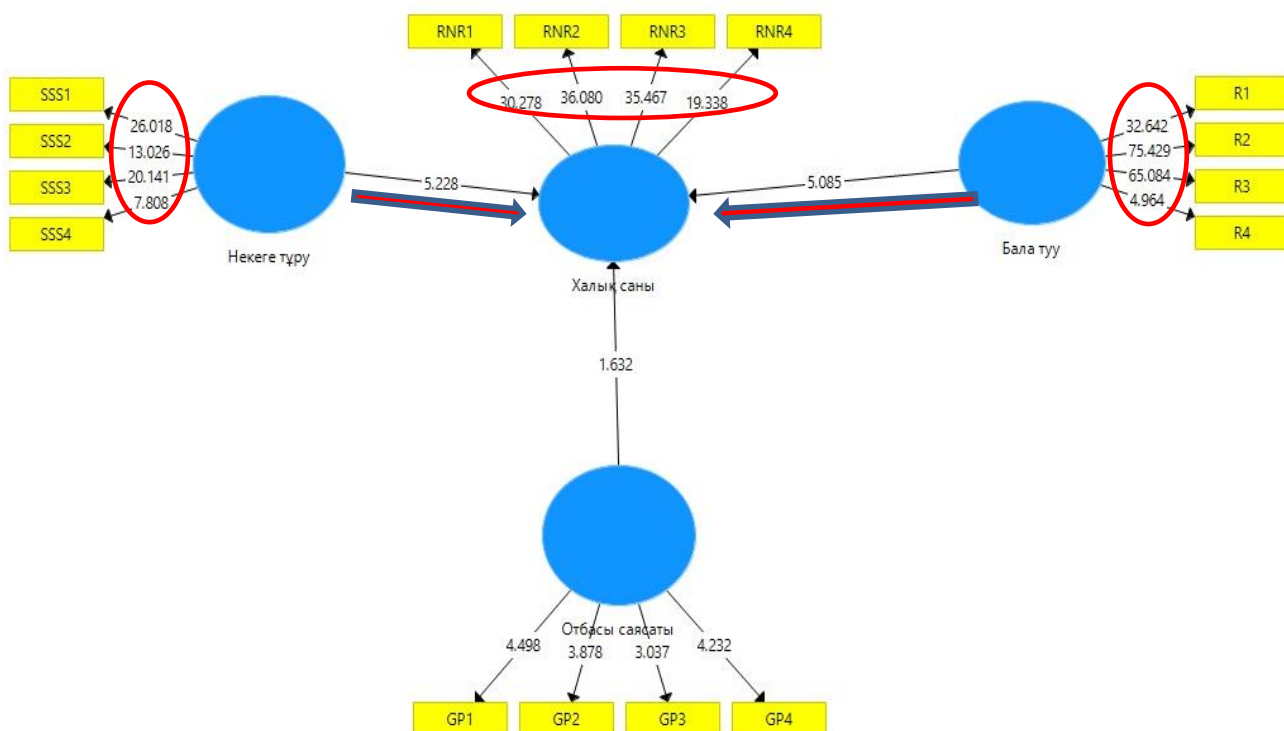 RNR1 RNR2 RNR3 RNR4
30.278 36.080 35.467 19.338
SSS1
SSS2
SSS3
SSS4
26.018
13.026
20.141
7.808
Некеге тұру
5.228
Халық саны
5.085
32.642
75.429
65.084
4.964
R1
R2
R3
R4
Бала туу
1.632
Отбасы саясаты
4.498 3.878 3.037 4.232
GP1 GP2 GP3 GP4